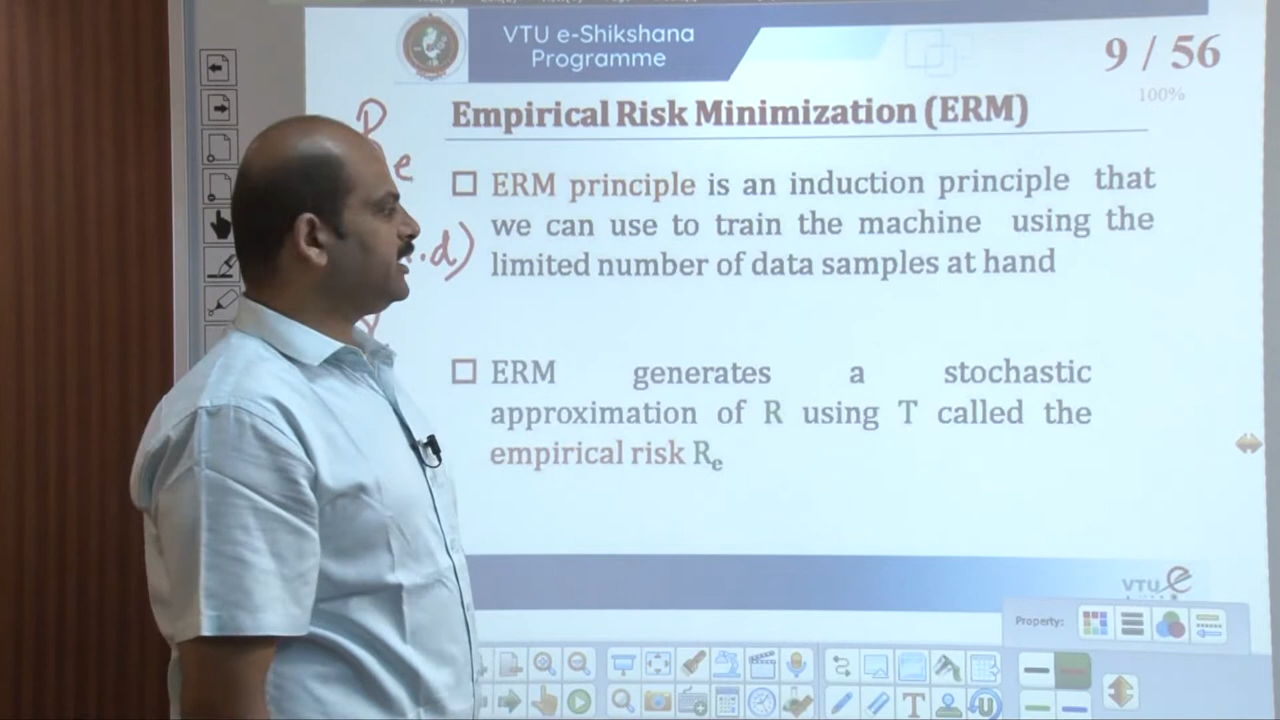 VTU e-Shikshana
Programme
9 / 56
100%
Empirical Risk Minimization (ERM)
ERM principle is an induction principle that
we can use to train the machine using the
limited number of data samples at hand
ERM generates a stochastic
approximation of R using T called the
empirical risk Re
e
.d)
VTU e
Property:
T